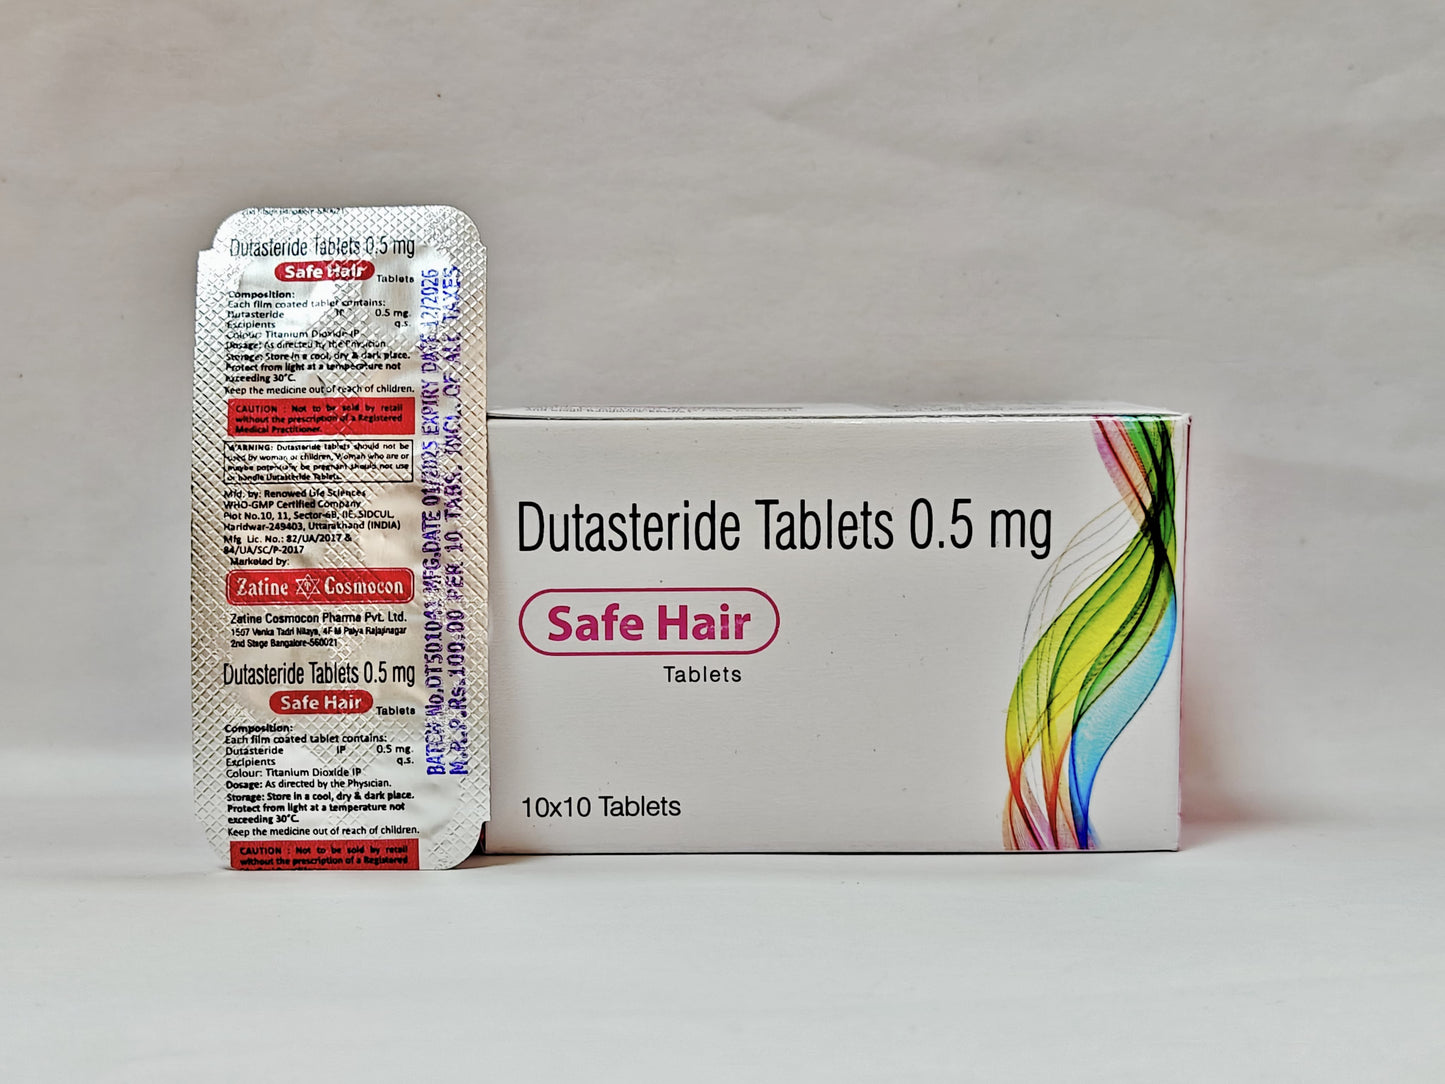 Dutasteride Tablets 0.5 mg
Safe Hair
Tablets
Composition:
Each film coated tablet contains:
Dutasteride IP 0.5 mg.
Excipients q.s.
Colour: Titanium Dioxide IP
Dosage: As directed by the Physician
Storage: Store in a cool, dry & dark place.
Protect from light at a temperature not
exceeding 30°C.
Keep the medicine out of reach of children.
CAUTION : Not to be sold by retail
without the prescription of a Registered
Medical Practitioner.
WARNING: Dutasteride tablets should not be
used by woman or children, Woman who are or
maybe potentially be pregnant should not use
or handle Dutasteride Tablets.
Mfd. by: Renowed Life Sciences
WHO-GMP Certified Company
Plot No.10, 11, Sector-6B, IIE, SIDCUL,
Haridwar-249403, Uttarakhand (INDIA)
Mfg. Lic. No.: 82/UA/2017 &
84/UA/SC/P-2017
Marketed by:
Zatine Cosmocon
Zatine Cosmocon Pharma Pvt. Ltd.
1507 Venka Tadri Nilaya, 4F M Palya Rajajinagar
2nd Stage Bangalore-560021
Dutasteride Tablets 0.5 mg
Safe Hair
Tablets
Composition:
Each film coated tablet contains:
Dutasteride IP 0.5 mg.
Excipients q.s.
Colour: Titanium Dioxide IP
Dosage: As directed by the Physician.
Storage: Store in a cool, dry & dark place.
Protect from light at a temperature not
exceeding 30°C.
Keep the medicine out of reach of children.
CAUTION : Not to be sold by retail
without the prescription of a Registered
BATCH No. MFG.DATE 01/2025 EXPIRY DATE 12/2026
M.R.P.Rs.100.00 PER 10 TABS. INCL. OF ALL TAXES
Dutasteride Tablets 0.5 mg
Safe Hair
Tablets
10x10 Tablets